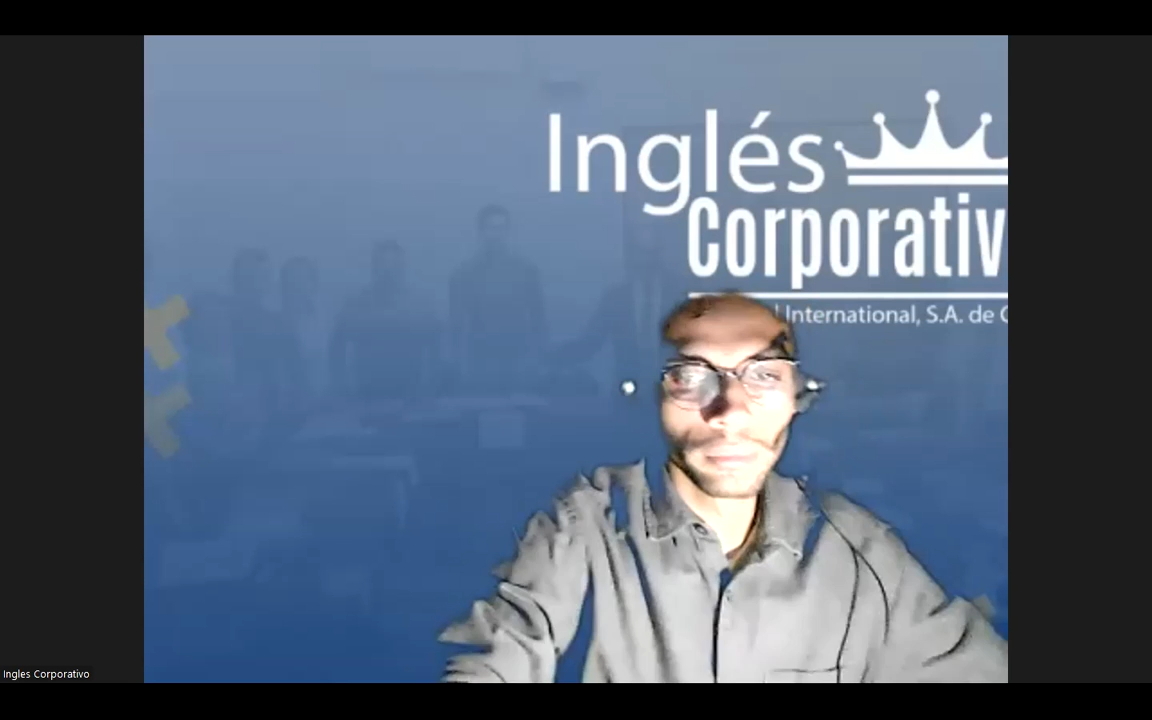 Inglés
Corporativ
l International, S.A. de C
Ingles Corporativo